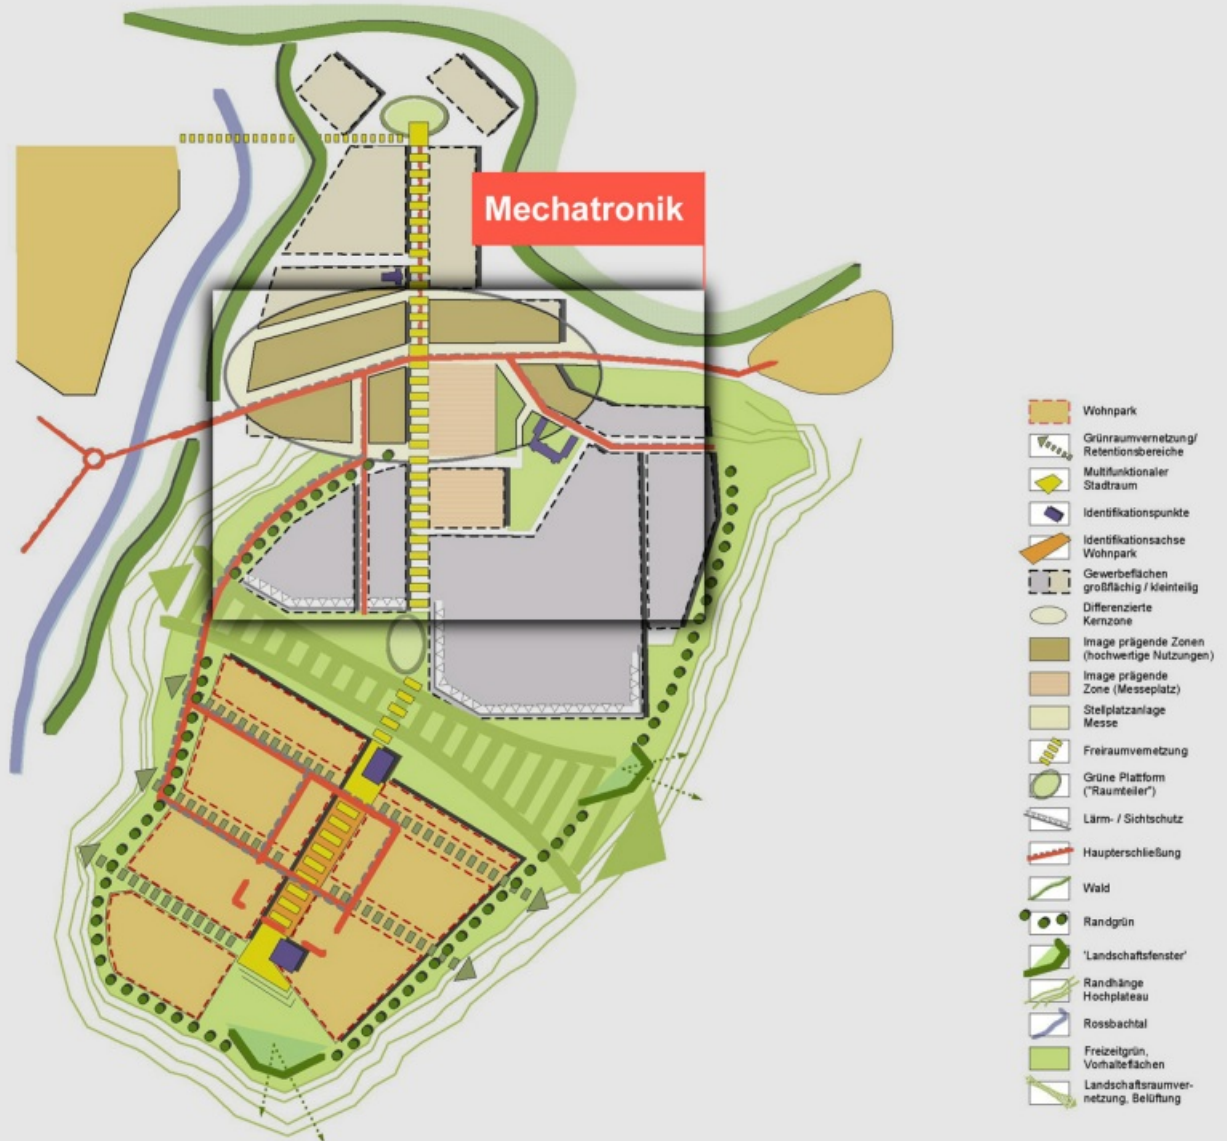 Mechatronik
Wohnpark
Grünraumvernetzung/
Retentionsbereiche
Multifunktionaler
Stadtraum
Identifikationspunkte
Identifikationsachse
Wohnpark
Gewerbeflächen
großflächig / kleinteilig
Differenzierte
Kernzone
Image prägende Zonen
(hochwertige Nutzungen)
Image prägende
Zone (Messeplatz)
Stellplatzanlage
Messe
Freiraumvernetzung
Grüne Plattform
("Raumteiler")
Lärm- / Sichtschutz
Haupterschließung
Wald
Randgrün
'Landschaftsfenster'
Randhänge
Hochplateau
Rossbachtal
Freizeitgrün,
Vorhalteflächen
Landschaftsraumver-
netzung, Belüftung